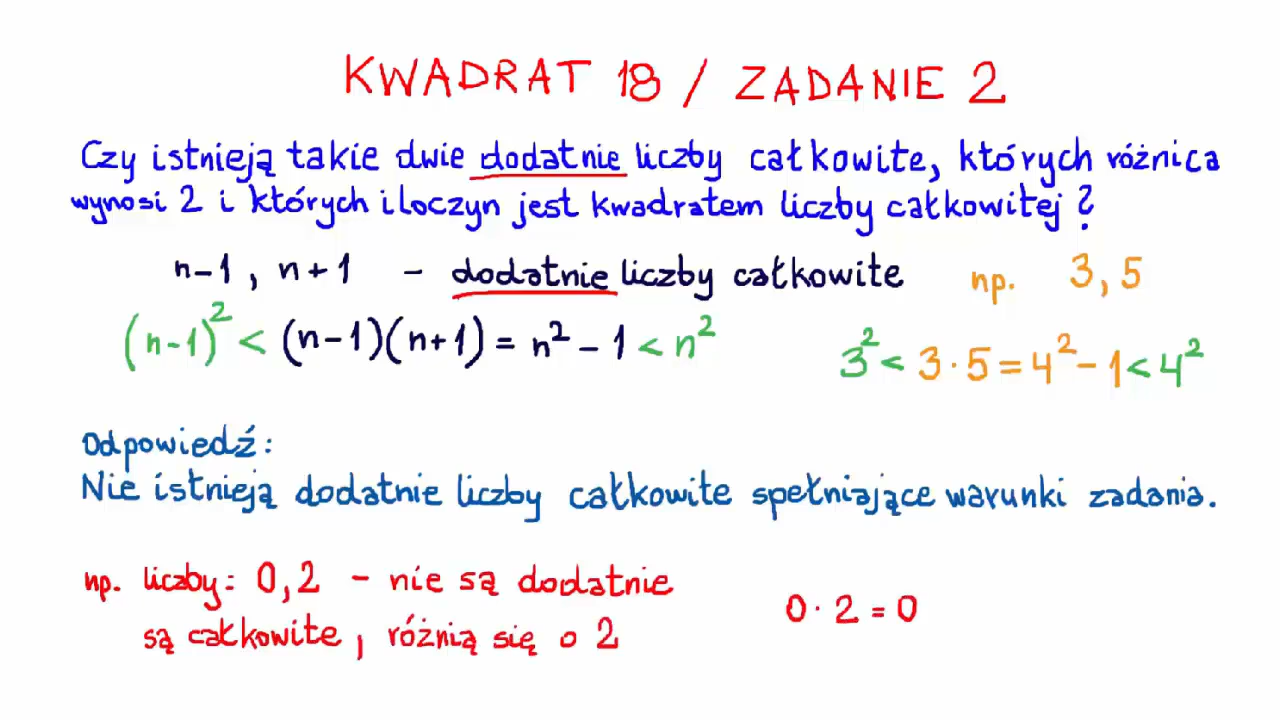 KWADRAT 18 / ZADANIE 2
Czy istnieją takie dwie dodatnie liczby całkowite, których różnica
wynosi 2 i których iloczyn jest kwadratem liczby całkowitej?
n-1, n+1 - dodatnie liczby całkowite np. 3, 5
(n-1)² < (n-1)(n+1) = n² - 1 < n²
3² < 3·5 = 4² - 1 < 4²
Odpowiedź:
Nie istnieją dodatnie liczby całkowite spełniające warunki zadania.
np. liczby: 0, 2 - nie są dodatnie
0·2 = 0
są całkowite, różnią się o 2